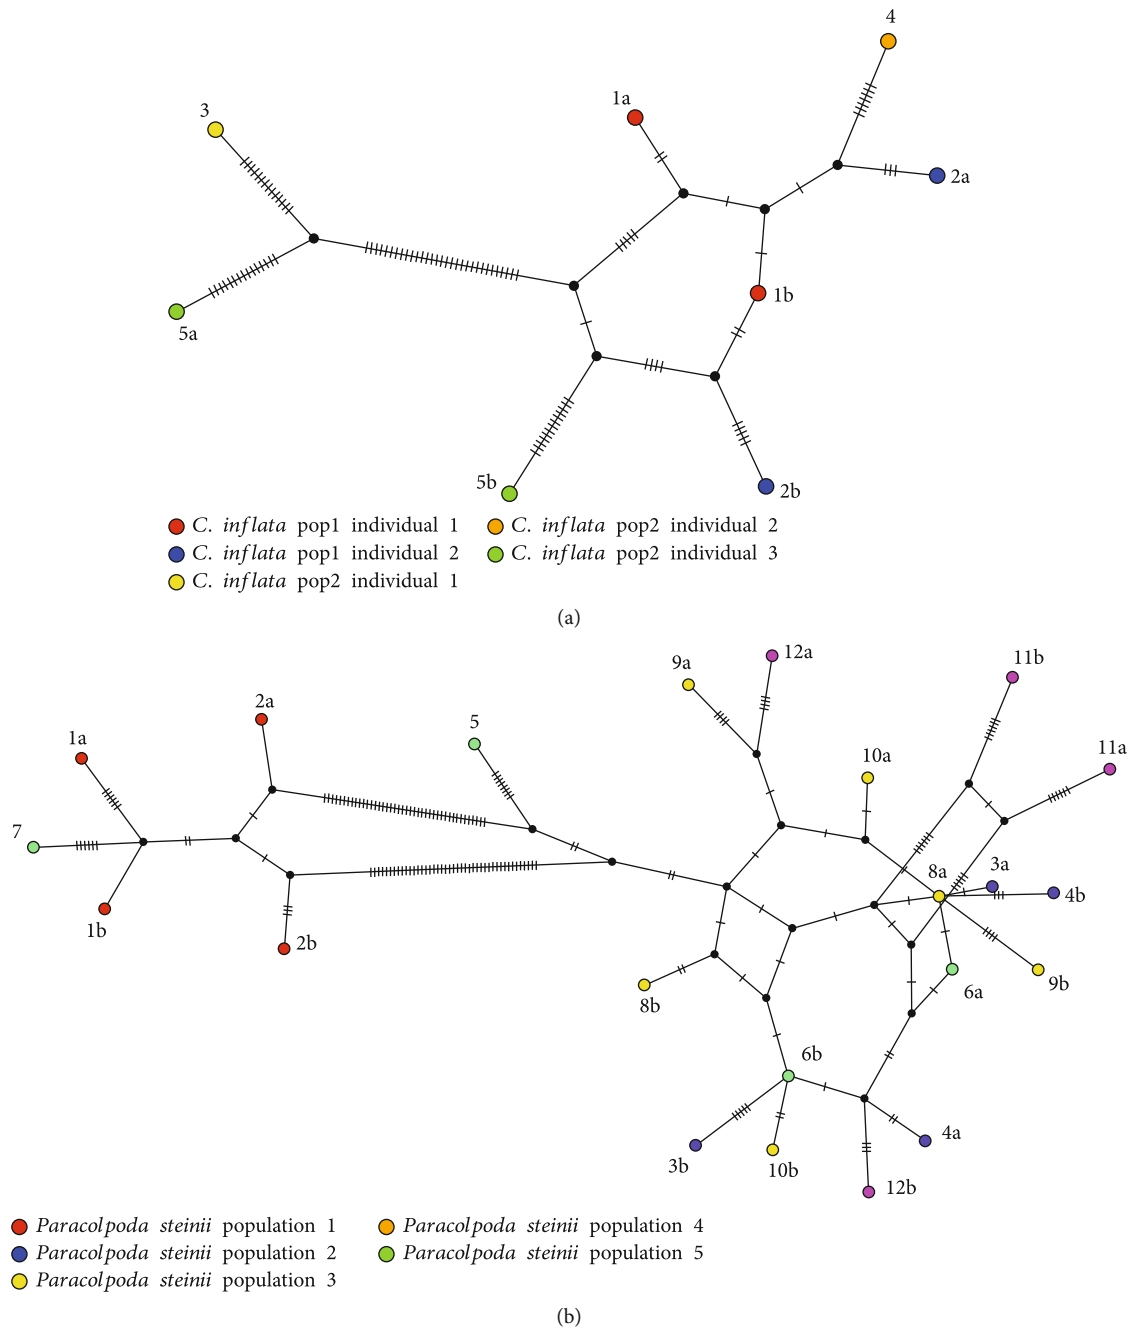 4
3
1a
2a
1b
5a
5b
2b
C. inflata pop1 individual 1
C. inflata pop1 individual 2
C. inflata pop2 individual 1
C. inflata pop2 individual 2
C. inflata pop2 individual 3
(a)
9a
12a
11b
2a
1a
5
10a
11a
7
8a
3a
4b
1b
2b
8b
6a
9b
6b
3b
10b
4a
12b
Paracolpoda steinii population 1
Paracolpoda steinii population 2
Paracolpoda steinii population 3
Paracolpoda steinii population 4
Paracolpoda steinii population 5
(b)